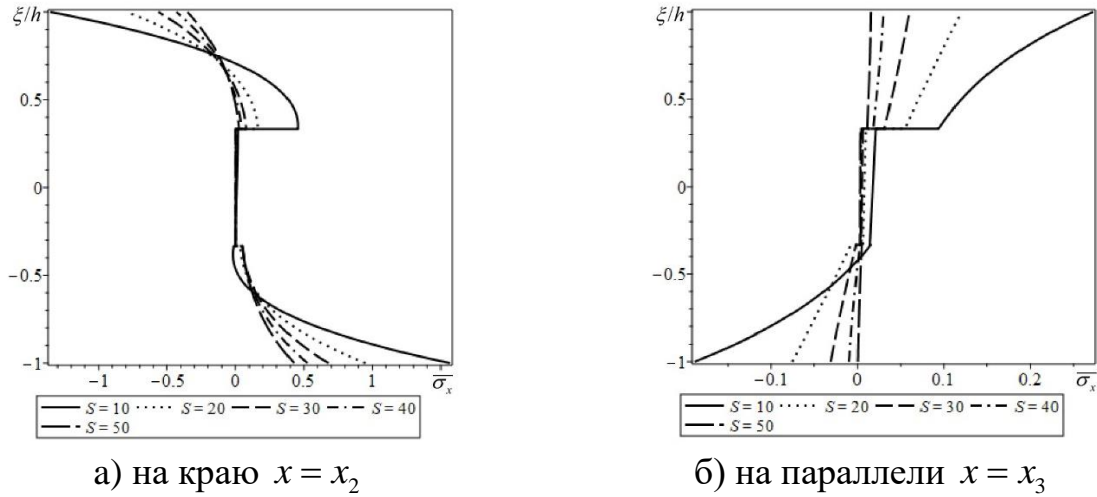 ξ/h
0.5
0
−0.5
−1
−1 −0.5 0 0.5 1 σ̅ₓ
S = 10 S = 20 S = 30 S = 40
S = 50
а) на краю x = x₂
ξ/h
0.5
0
−0.5
−1
−0.1 0 0.1 0.2 σ̅ₓ
S = 10 S = 20 S = 30 S = 40
S = 50
б) на параллели x = x₃